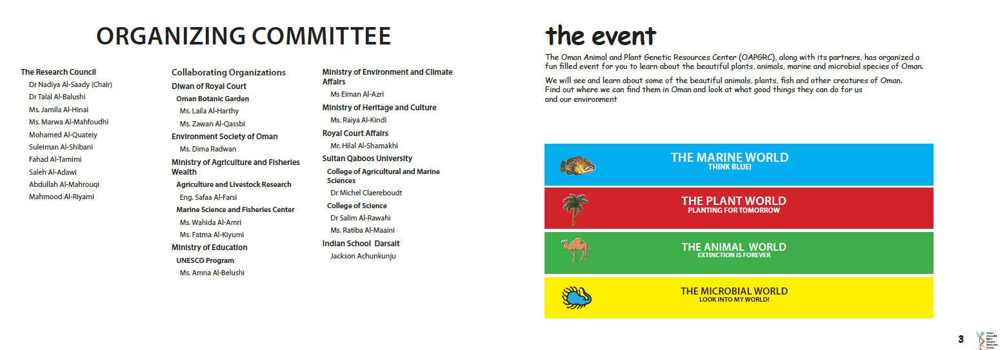 ORGANIZING COMMITTEE
The Research Council
Dr Nadiya Al-Saady (Chair)
Dr Talal Al-Balushi
Ms. Jamila Al-Hinai
Ms. Marwa Al-Mahfoudhi
Mohamed Al-Quateiy
Suleiman Al-Shibani
Fahad Al-Tamimi
Saleh Al-Adawi
Abdullah Al-Mahrouqi
Mahmood Al-Riyami
Collaborating Organizations
Diwan of Royal Court
Oman Botanic Garden
Ms. Laila Al-Harthy
Ms. Zawan Al-Qassbi
Environment Society of Oman
Ms. Dima Radwan
Ministry of Agriculture and Fisheries
Wealth
Agriculture and Livestock Research
Eng. Safaa Al-Farsi
Marine Science and Fisheries Center
Ms. Wahida Al-Amri
Ms. Fatma Al-Kiyumi
Ministry of Education
UNESCO Program
Ms. Amna Al-Belushi
Ministry of Environment and Climate
Affairs
Ms Eiman Al-Azri
Ministry of Heritage and Culture
Ms. Raiya Al-Kindi
Royal Court Affairs
Mr. Hilal Al-Shamakhi
Sultan Qaboos University
College of Agricultural and Marine
Sciences
Dr Michel Claereboudt
College of Science
Dr Salim Al-Rawahi
Ms. Ratiba Al-Maaini
Indian School Darsait
Jackson Achunkunju
the event
The Oman Animal and Plant Genetic Resources Center (OAPGRC), along with its partners, has organized a
fun filled event for you to learn about the beautiful plants, animals, marine and microbial species of Oman.
We will see and learn about some of the beautiful animals, plants, fish and other creatures of Oman.
Find out where we can find them in Oman and look at what good things they can do for us
and our environment
THE MARINE WORLD
THINK BLUE!
THE PLANT WORLD
PLANTING FOR TOMORROW
THE ANIMAL WORLD
EXTINCTION IS FOREVER
THE MICROBIAL WORLD
LOOK INTO MY WORLD!
3
Oman
Animal &
Plant
Genetic
Resources
Center